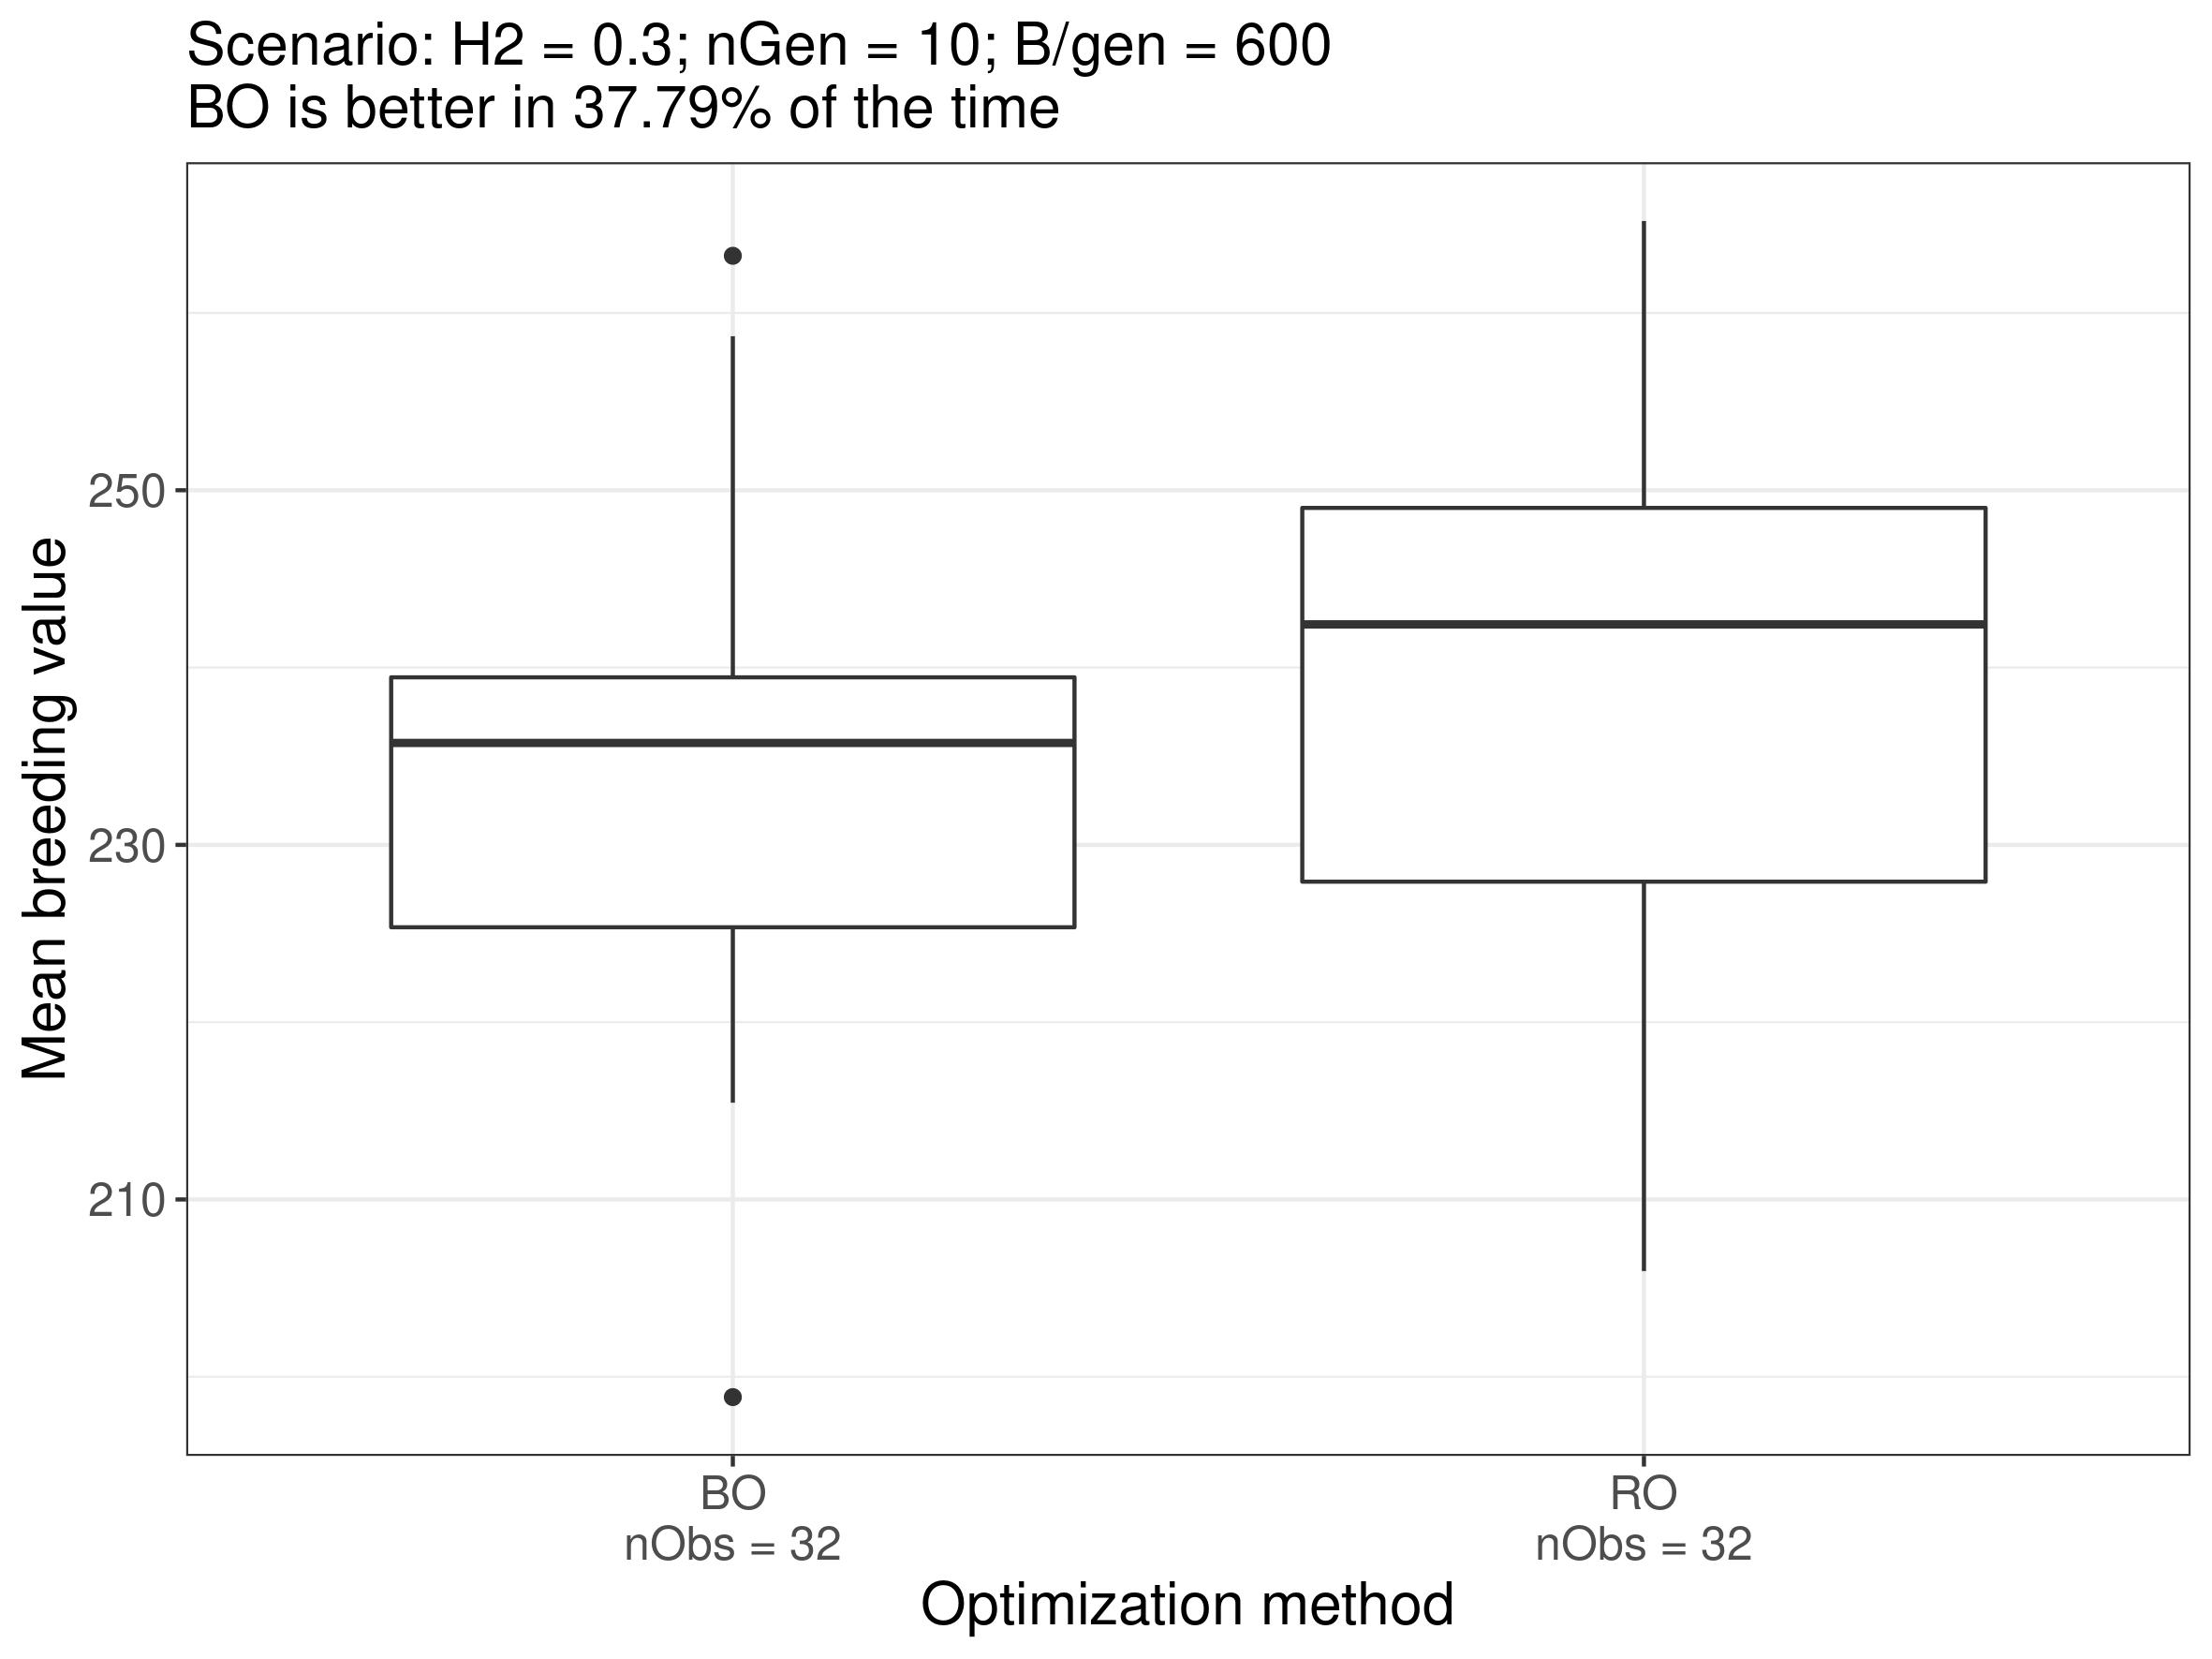 Scenario: H2 = 0.3; nGen = 10; B/gen = 600
BO is better in 37.79% of the time
Mean breeding value
250
230
210
BO
nObs = 32
RO
nObs = 32
Optimization method